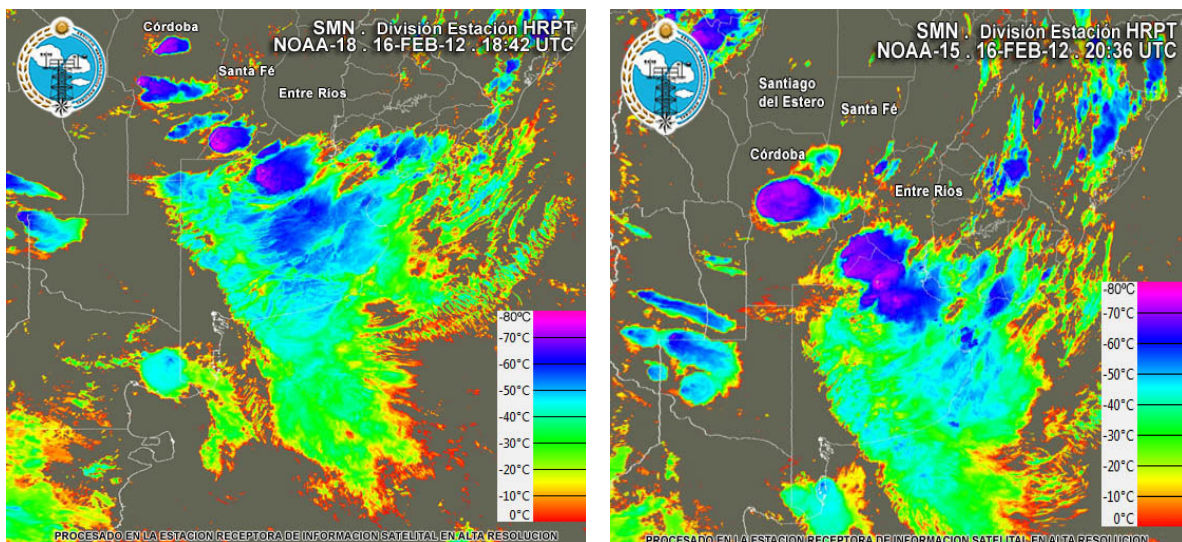 SMN . División Estación HRPT
NOAA-18 . 16-FEB-12 . 18:42 UTC
Córdoba
Santa Fé
Entre Ríos
-80ºC
-70°C
-60°C
-50°C
-40°C
-30°C
-20°C
-10°C
0°C
PROCESADO EN LA ESTACION RECEPTORA DE INFORMACION SATELITAL EN ALTA RESOLUCION
SMN . División Estación HRPT
NOAA-15 . 16-FEB-12 . 20:36 UTC
Santiago
del Estero
Santa Fé
Córdoba
Entre Ríos
-80ºC
-70°C
-60°C
-50°C
-40°C
-30°C
-20°C
-10°C
0°C
PROCESADO EN LA ESTACION RECEPTORA DE INFORMACION SATELITAL EN ALTA RESOLUCION